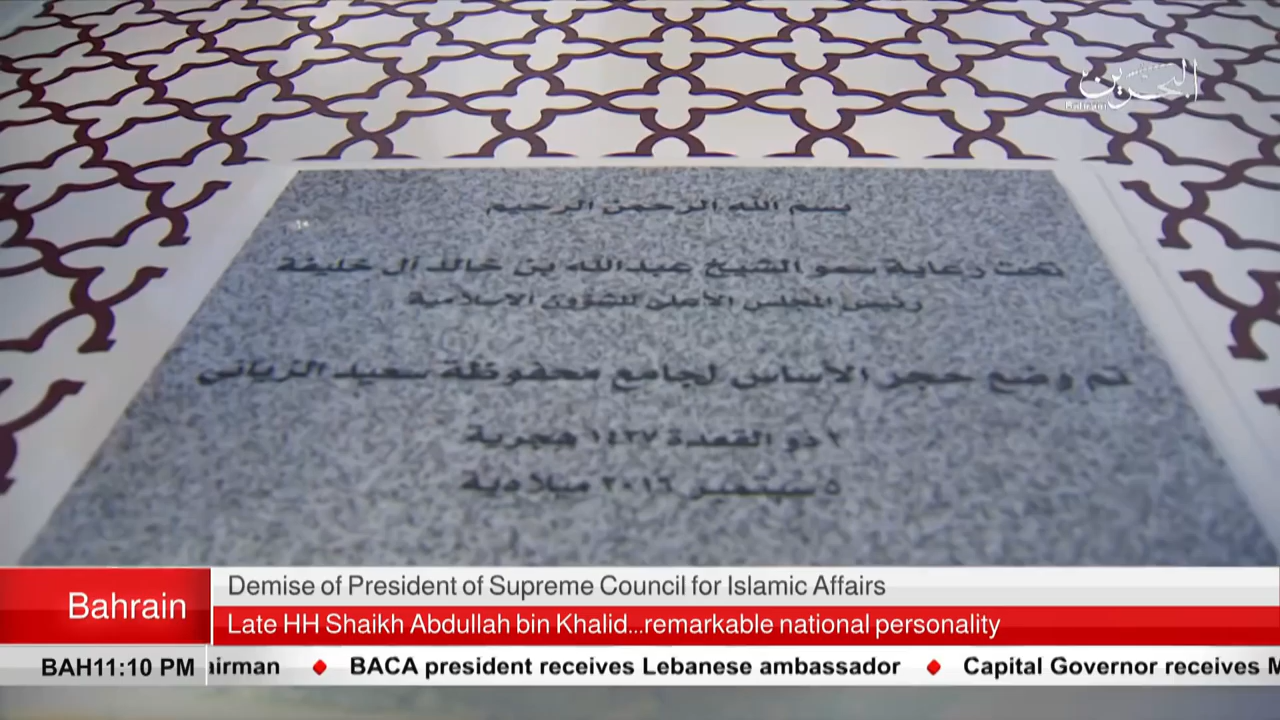 البحرين
Bahrain
بسم الله الرحمن الرحيم
تحت رعاية سمو الشيخ عبدالله بن خالد آل خليفة
رئيس المجلس الأعلى للشؤون الاسلامية
تم وضع حجر الأساس لجامع محفوظة سعيد الزياني
٢ ذو القعدة ١٤٣٧ هجرية
٥ سبتمبر ٢٠١٦ ميلادية
Demise of President of Supreme Council for Islamic Affairs
Bahrain
Late HH Shaikh Abdullah bin Khalid...remarkable national personality
BAH11:10 PM airman ♦ BACA president receives Lebanese ambassador ♦ Capital Governor receives M